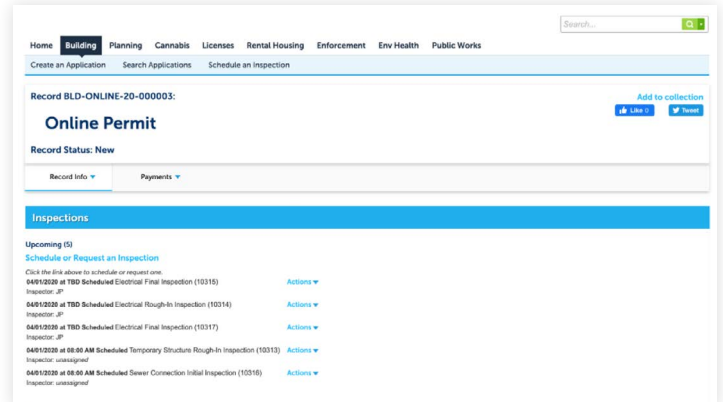 Search...
Home Building Planning Cannabis Licenses Rental Housing Enforcement Env Health Public Works
Create an Application Search Applications Schedule an Inspection
Record BLD-ONLINE-20-000003:
Add to collection
Like 0 Tweet
Online Permit
Record Status: New
Record Info Payments
Inspections
Upcoming (5)
Schedule or Request an Inspection
Click the link above to schedule or request one.
04/01/2020 at TBD Scheduled Electrical Final Inspection (10315) Actions
Inspector: JP
04/01/2020 at TBD Scheduled Electrical Rough-In Inspection (10314) Actions
Inspector: JP
04/01/2020 at TBD Scheduled Electrical Final Inspection (10317) Actions
Inspector: JP
04/01/2020 at 08:00 AM Scheduled Temporary Structure Rough-In Inspection (10313) Actions
Inspector: unassigned
04/01/2020 at 08:00 AM Scheduled Sewer Connection Initial Inspection (10316) Actions
Inspector: unassigned